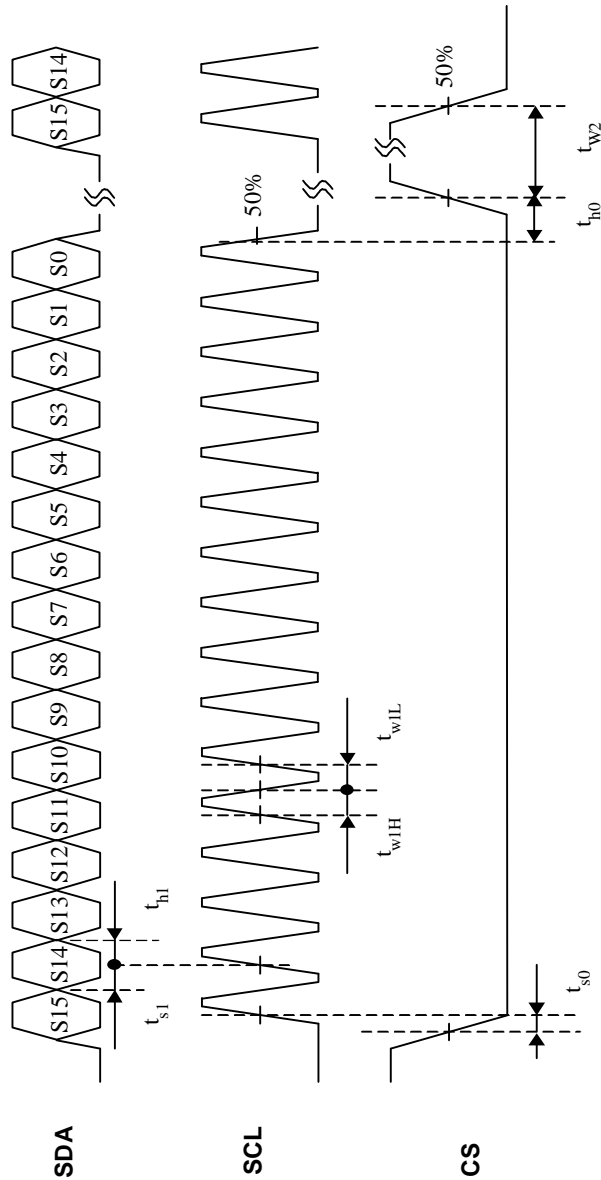 SDA
S15 S14 S13 S12 S11 S10 S9 S8 S7 S6 S5 S4 S3 S2 S1 S0 S15 S14
t_s1 t_h1
SCL
50%
t_w1H t_w1L
CS
50%
t_s0 t_h0 t_W2